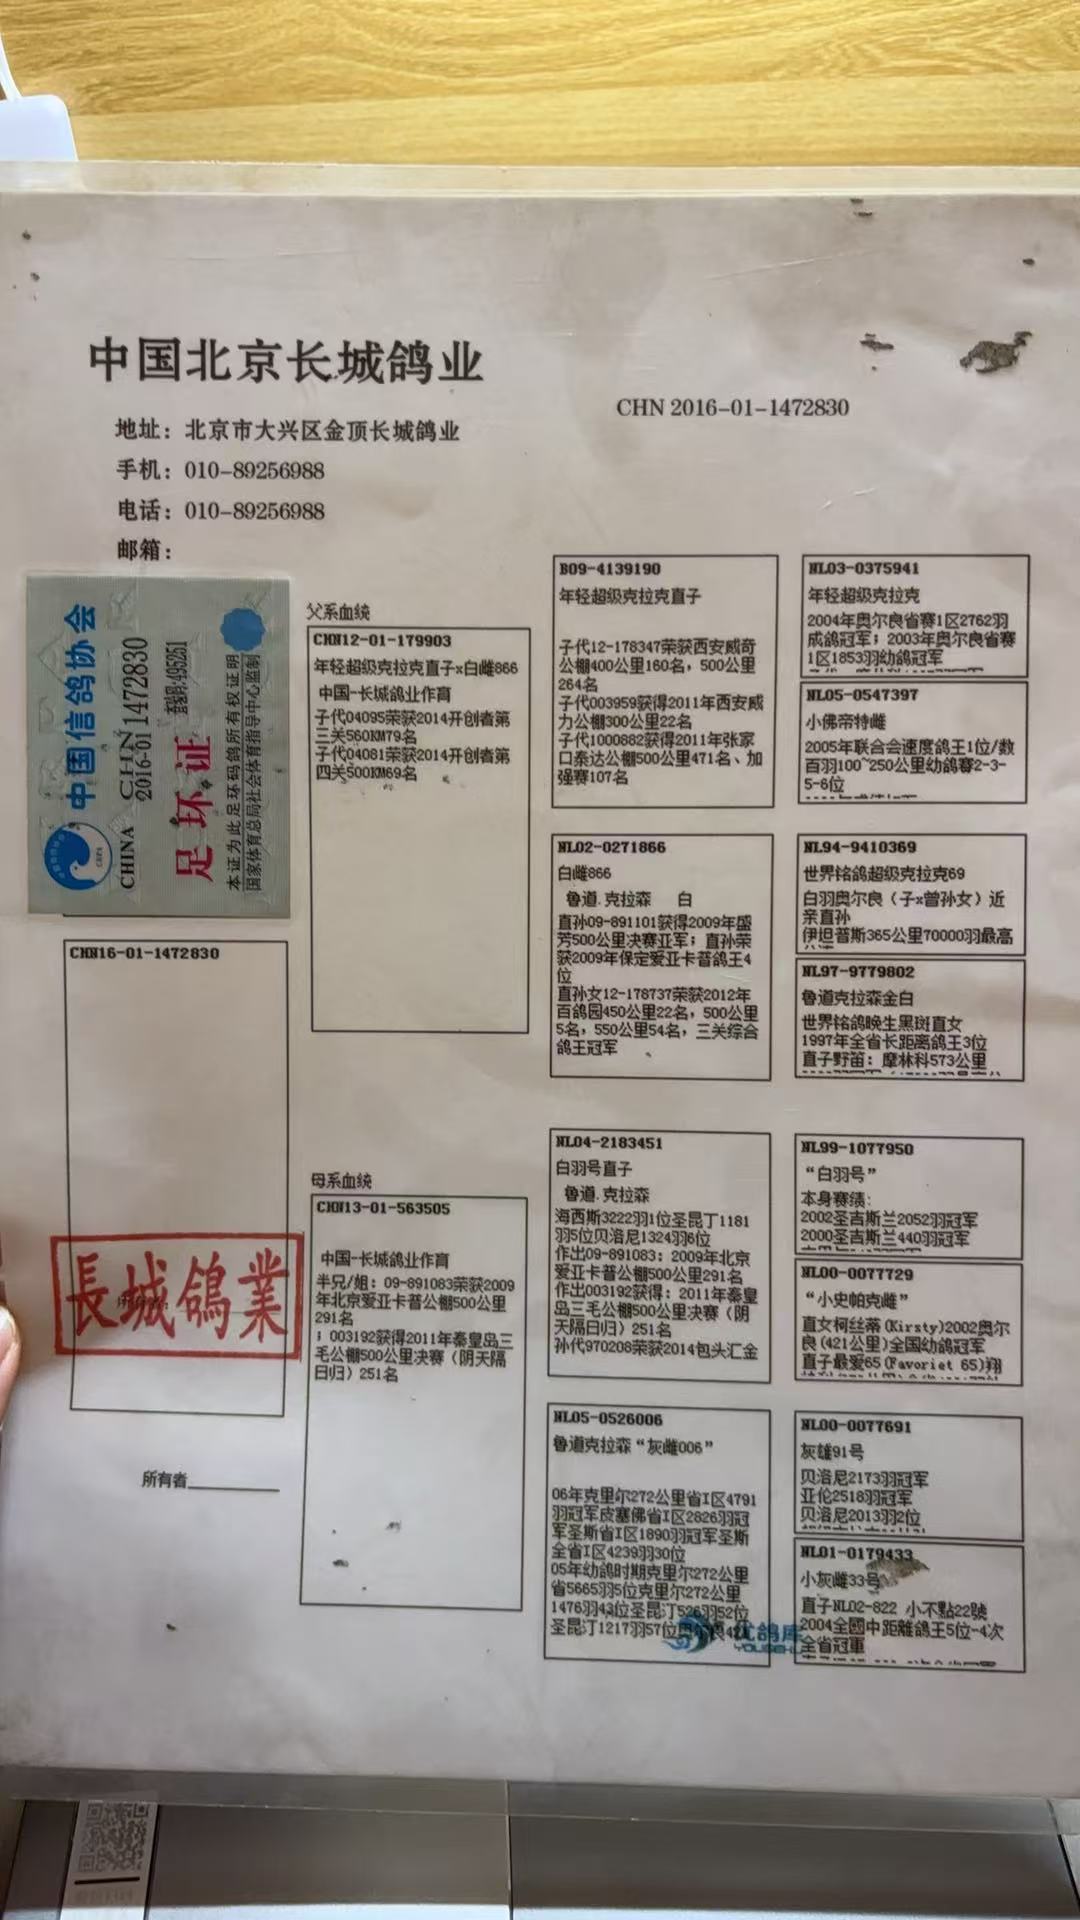 中国北京长城鸽业
CHN 2016-01-1472830
地址：北京市大兴区金顶长城鸽业
手机：010-89256988
电话：010-89256988
邮箱：
中国信鸽协会
CHINA CHN
2016-01 1472830
足环证
本证为此足环码鸽所有权证明
国家体育总局社会体育指导中心监制
CHN16-01-1472830
長城鴿業
所有者
父系血统
CHN12-01-179903
年轻超级克拉克直子x白雌866
中国-长城鸽业作育
子代04095荣获2014开创者第
三关560KM79名
子代04081荣获2014开创者第
四关500KM69名
母系血统
CHN13-01-563505
中国-长城鸽业作育
半兄/姐：09-891083荣获2009
年北京爱亚卡普公棚500公里
291名
；003192获得2011年秦皇岛三
毛公棚500公里决赛（阴天隔
日归）251名
B09-4139190
年轻超级克拉克直子
子代12-178347荣获西安威奇
公棚400公里160名，500公里
264名
子代003959获得2011年西安威
力公棚300公里22名
子代1000882获得2011年张家
口泰达公棚500公里471名、加
强赛107名
NL02-0271866
白雌866
鲁道.克拉森 白
直孙09-891101获得2009年盛
芳500公里决赛亚军；直孙荣
获2009年保定爱亚卡普鸽王4
位
直孙女12-178737荣获2012年
百鸽园450公里22名，500公里
5名，550公里54名，三关综合
鸽王冠军
NL04-2183451
白羽号直子
鲁道.克拉森
海西斯3222羽1位圣昆丁1181
羽5位贝洛尼1324羽6位
作出09-891083：2009年北京
爱亚卡普公棚500公里291名
作出003192获得：2011年秦皇
岛三毛公棚500公里决赛（阴
天隔日归）251名
孙代970208荣获2014包头汇金
NL05-0526006
鲁道克拉森“灰雌006”
06年克里尔272公里省I区4791
羽冠军皮塞佛省I区2826羽冠
军圣斯省I区1890羽冠军圣斯
全省I区4239羽30位
05年幼鸽时期克里尔272公里
省5665羽5位克里尔272公里
1476羽43位圣昆汀526羽52位
圣昆汀1217羽57位奥尔良42
NL03-0375941
年轻超级克拉克
2004年奥尔良省赛1区2762羽
成鸽冠军；2003年奥尔良省赛
1区1853羽幼鸽冠军
NL05-0547397
小佛帝特雌
2005年联合会速度鸽王1位/数
百羽100~250公里幼鸽赛2-3-
5-6位
NL94-9410369
世界铭鸽超级克拉克69
白羽奥尔良（子x曾孙女）近
亲直孙
伊坦普斯365公里70000羽最高
NL97-9779802
鲁道克拉森金白
世界铭鸽晚生黑斑直女
1997年全省长距离鸽王3位
直子野笛：摩林科573公里
NL99-1077950
“白羽号”
本身赛绩：
2002圣吉斯兰2052羽冠军
2000圣吉斯兰440羽冠军
NL00-0077729
“小史帕克雌”
直女柯丝蒂(Kirsty)2002奥尔
良(421公里)全国幼鸽冠军
直子最爱65(Favoriet 65)翔
NL00-0077691
灰雄91号
贝洛尼2173羽冠军
亚伦2518羽冠军
贝洛尼2013羽2位
NL01-0179433
小灰雌33号
直子NL02-822 小不點22號
2004全國中距離鴿王5位-4次
全省冠軍
优鸽库